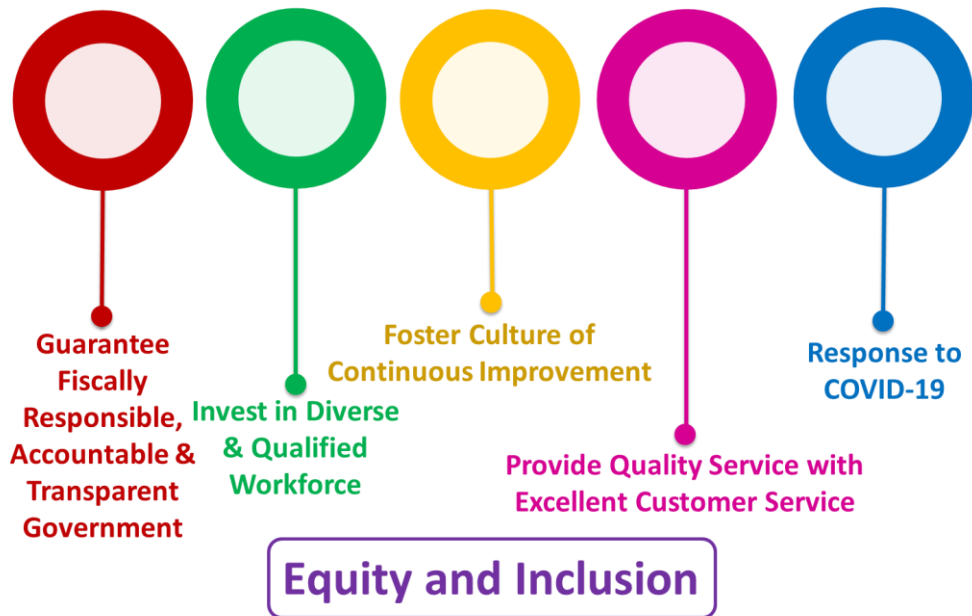 Guarantee
Fiscally
Responsible,
Accountable &
Transparent
Government
Invest in Diverse
& Qualified
Workforce
Foster Culture of
Continuous Improvement
Provide Quality Service with
Excellent Customer Service
Response to
COVID-19
Equity and Inclusion